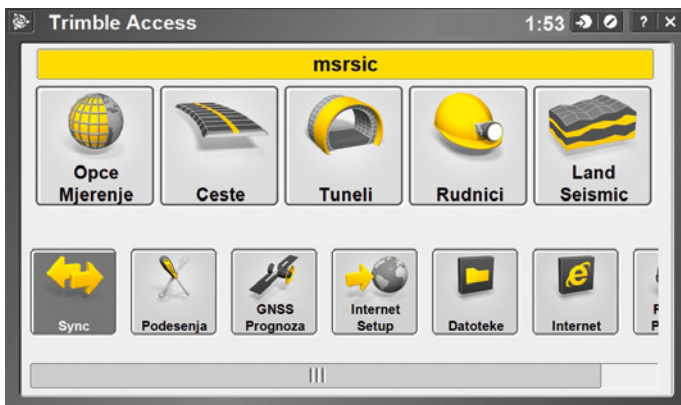 Trimble Access
1:53
?
msrsic
Opce
Mjerenje
Ceste
Tuneli
Rudnici
Land
Seismic
Sync
Podesenja
GNSS
Prognoza
Internet
Setup
Datoteke
Internet